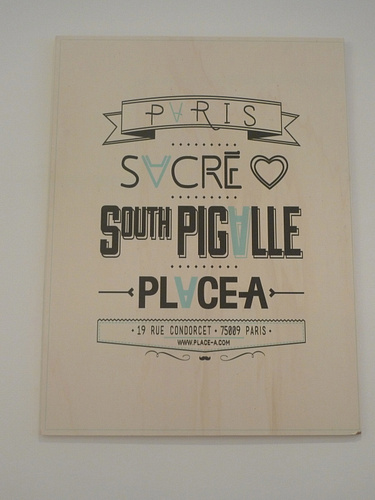 PARIS
SACRÉ
SOUTH PIGALLE
PLACE-A
• 19 RUE CONDORCET • 75009 PARIS •
WWW.PLACE-A.COM